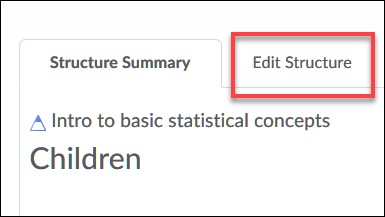 Structure Summary Edit Structure
Intro to basic statistical concepts
Children